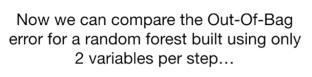 Now we can compare the Out-Of-Bag
error for a random forest built using only
2 variables per step…